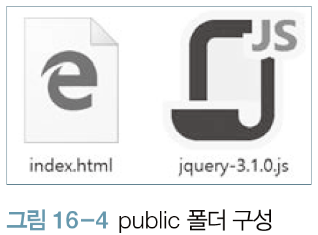 JS
index.html
jquery-3.1.0.js
그림 16-4 public 폴더 구성